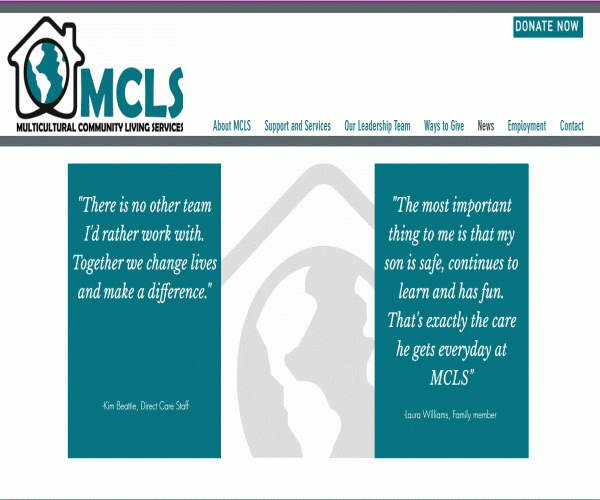 DONATE NOW
MCLS
MULTICULTURAL COMMUNITY LIVING SERVICES
About MCLS Support and Services Our Leadership Team Ways to Give News Employment Contact
"There is no other team
I'd rather work with.
Together we change lives
and make a difference."
-Kim Beattie, Direct Care Staff
"The most important
thing to me is that my
son is safe, continues to
learn and has fun.
That's exactly the care
he gets everyday at
MCLS"
-Laura Williams, Family member